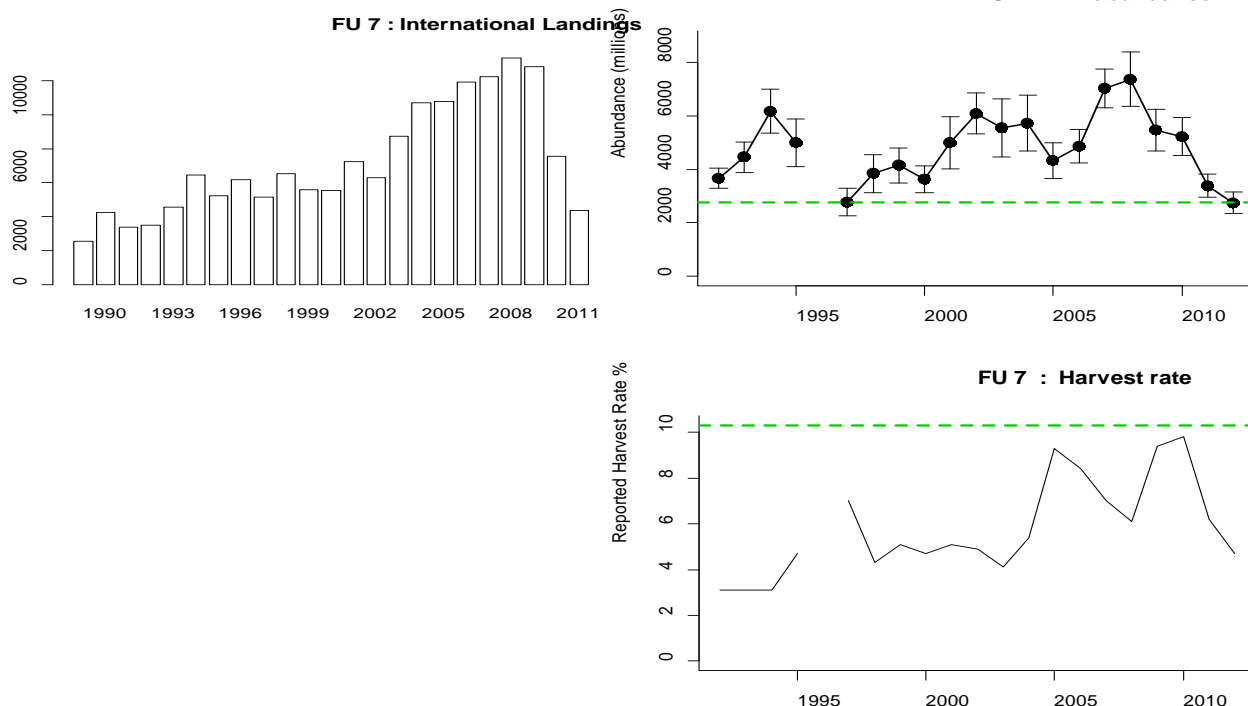 FU 7 : International Landings
10000
6000
2000
0
1990 1993 1996 1999 2002 2005 2008 2011
Abundance (millions)
8000
6000
4000
2000
0
1995 2000 2005 2010
FU 7 : Harvest rate
Reported Harvest Rate %
10
8
6
4
2
0
1995 2000 2005 2010